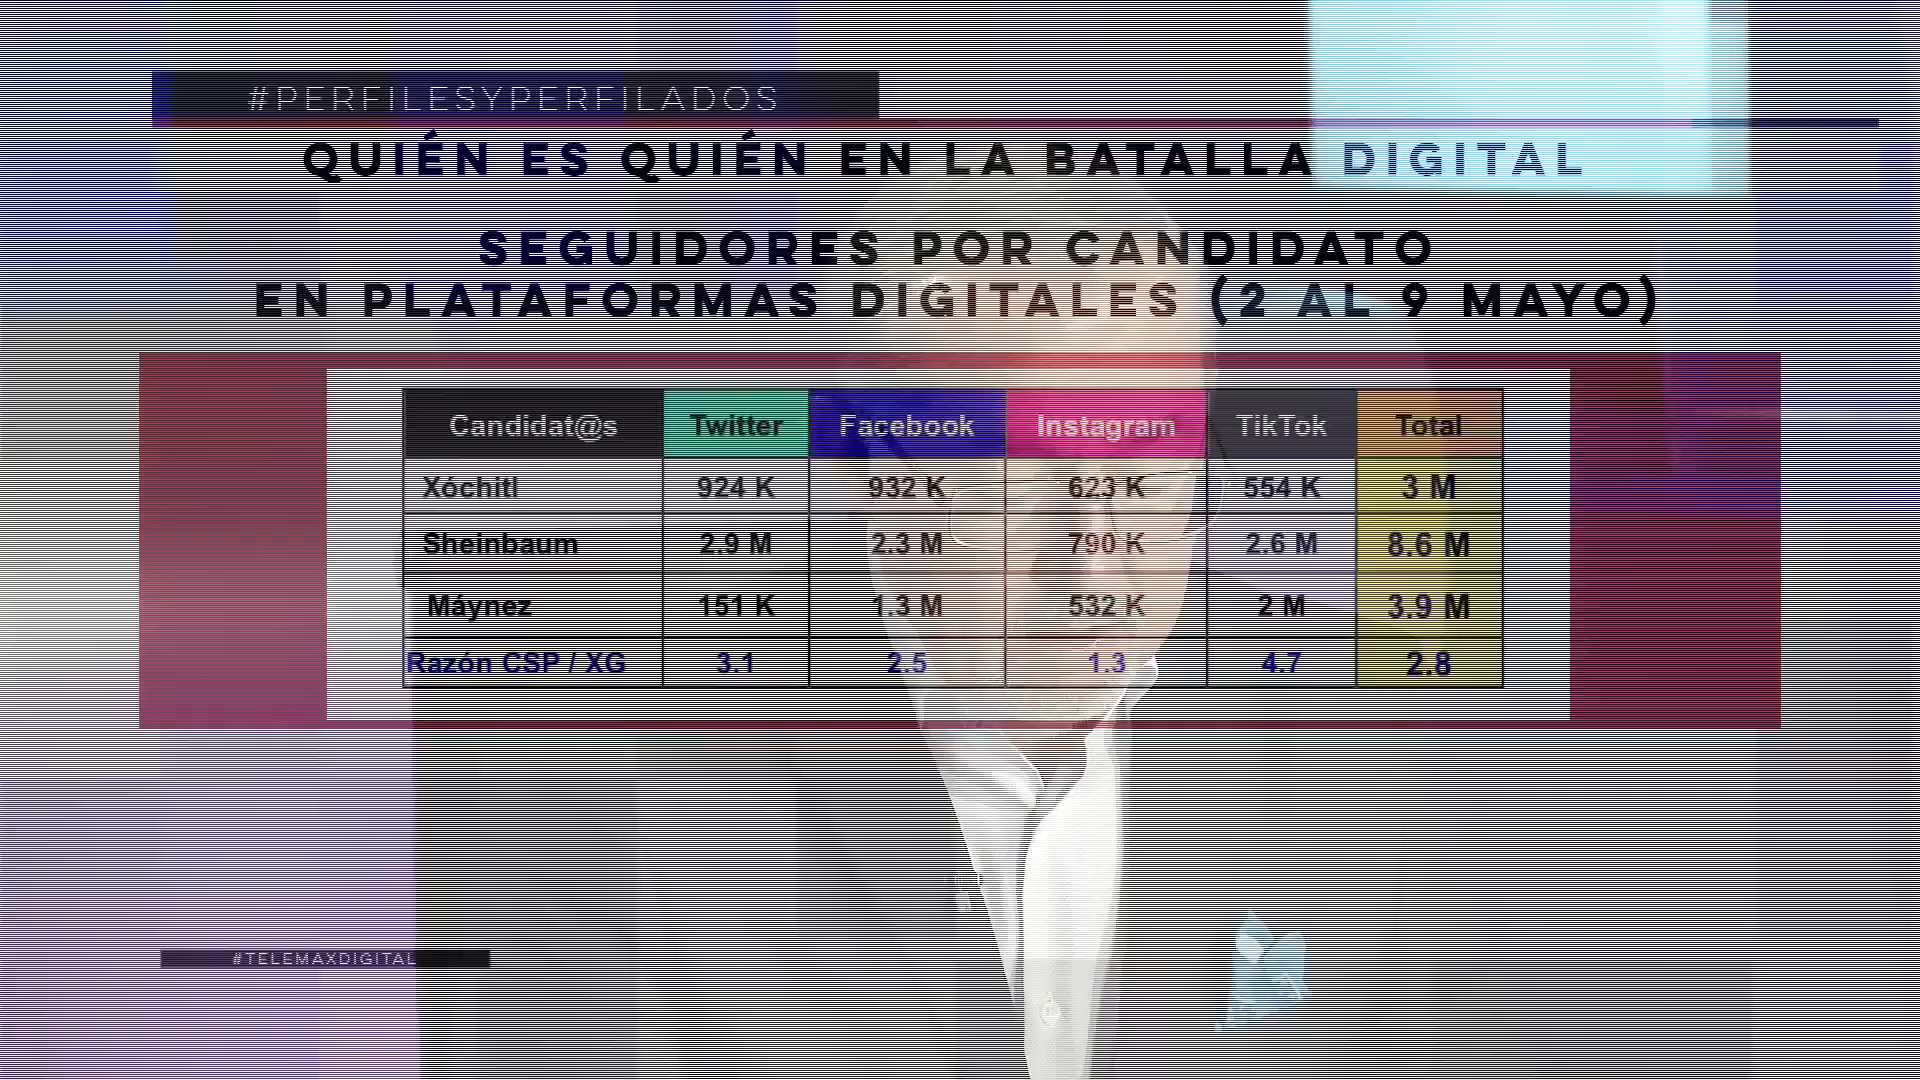 #PERFILESYPERFILADOS
QUIÉN ES QUIÉN EN LA BATALLA DIGITAL
SEGUIDORES POR CANDIDATO
EN PLATAFORMAS DIGITALES (2 AL 9 MAYO)
Candidat@s Twitter Facebook Instagram TikTok Total
Xóchitl 924 K 932 K 623 K 554 K 3 M
Sheinbaum 2.9 M 2.3 M 790 K 2.6 M 8.6 M
Máynez 151 K 1.3 M 532 K 2 M 3.9 M
Razón CSP / XG 3.1 2.5 1.3 4.7 2.8
#TELEMAXDIGITAL